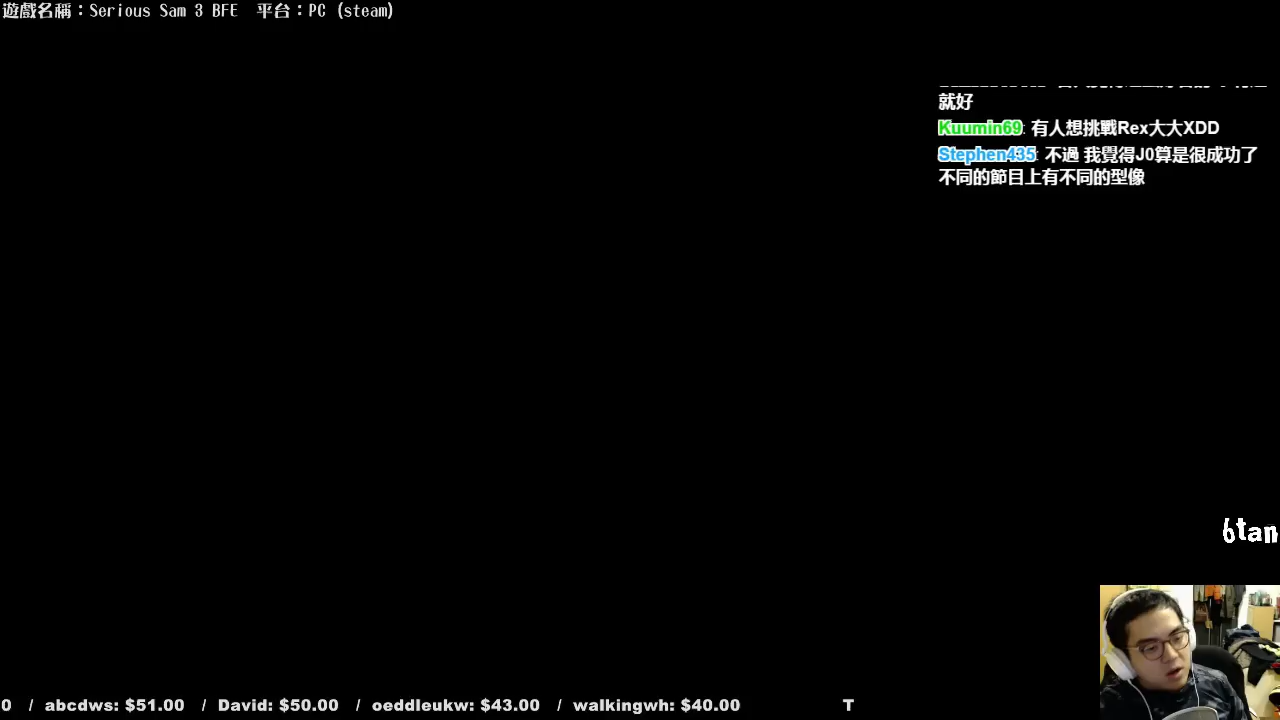 遊戲名稱：Serious Sam 3 BFE 平台：PC (steam)
就好
Kuumin69: 有人想挑戰Rex大大XDD
Stephen435: 不過 我覺得J0算是很成功了
不同的節目上有不同的型像
6tan
0 / abcdws: $51.00 / David: $50.00 / oeddleukw: $43.00 / walkingwh: $40.00 T